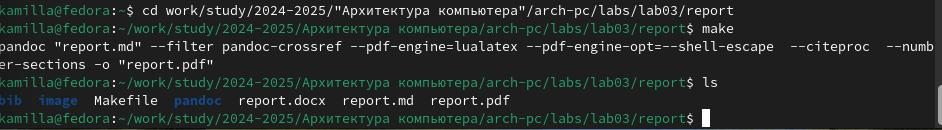 kamilla@fedora:~$ cd work/study/2024-2025/"Архитектура компьютера"/arch-pc/labs/lab03/report
kamilla@fedora:~/work/study/2024-2025/Архитектура компьютера/arch-pc/labs/lab03/report$ make
pandoc "report.md" --filter pandoc-crossref --pdf-engine=lualatex --pdf-engine-opt=--shell-escape  --citeproc  --numb
er-sections -o "report.pdf"
kamilla@fedora:~/work/study/2024-2025/Архитектура компьютера/arch-pc/labs/lab03/report$ ls
bib  image  Makefile  pandoc  report.docx  report.md  report.pdf
kamilla@fedora:~/work/study/2024-2025/Архитектура компьютера/arch-pc/labs/lab03/report$